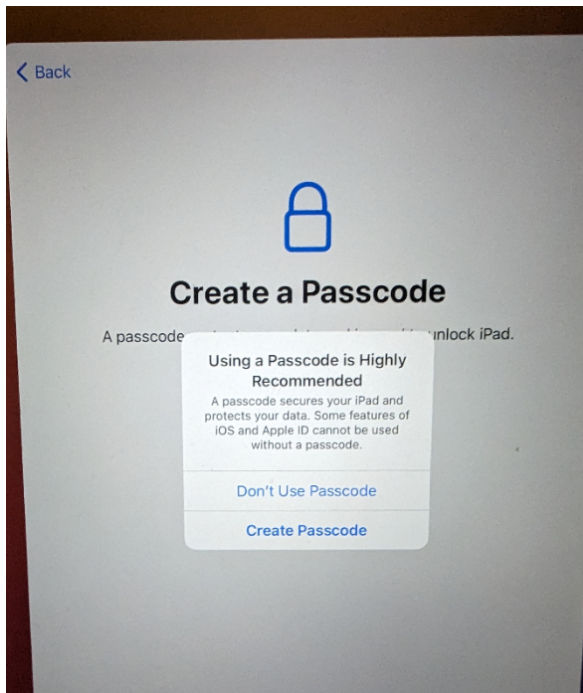 Back
Create a Passcode
A passcode unlock iPad.
Using a Passcode is Highly
Recommended
A passcode secures your iPad and
protects your data. Some features of
iOS and Apple ID cannot be used
without a passcode.
Don't Use Passcode
Create Passcode